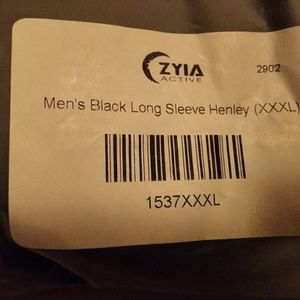 ZYIA
ACTIVE
2902
Men's Black Long Sleeve Henley (XXXL)
1537XXXL